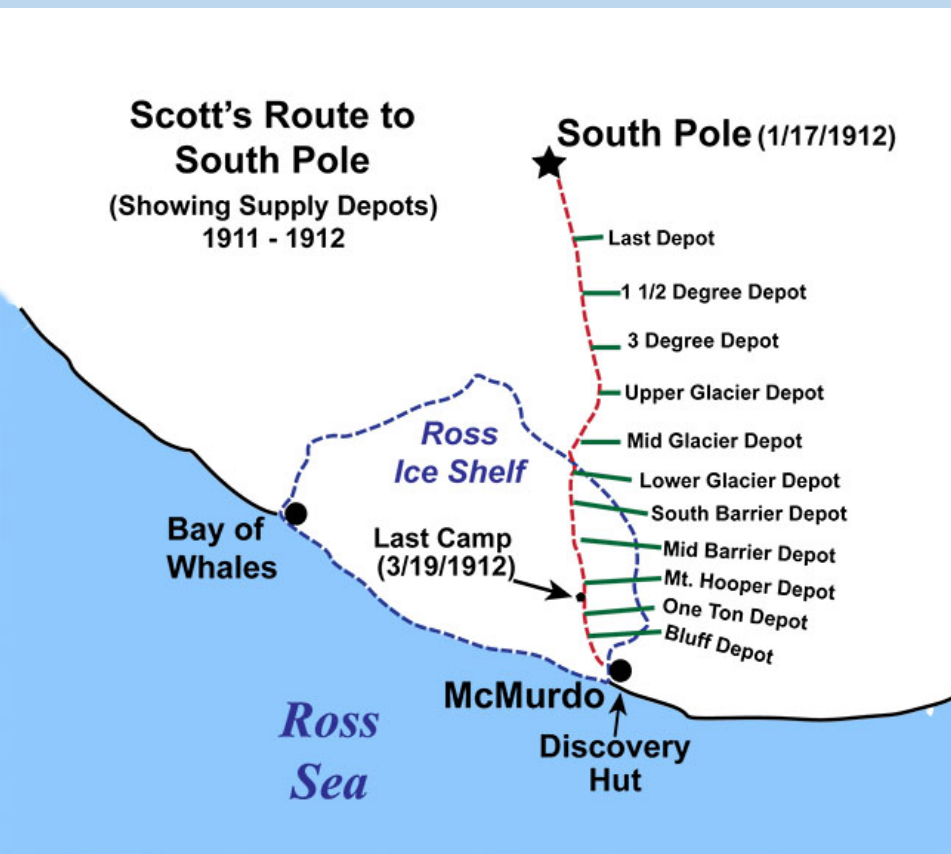 Scott's Route to
South Pole
(Showing Supply Depots)
1911 - 1912
South Pole (1/17/1912)
Last Depot
1 1/2 Degree Depot
3 Degree Depot
Upper Glacier Depot
Mid Glacier Depot
Lower Glacier Depot
South Barrier Depot
Mid Barrier Depot
Mt. Hooper Depot
One Ton Depot
Bluff Depot
Ross
Ice Shelf
Last Camp
(3/19/1912)
Bay of
Whales
McMurdo
Discovery
Hut
Ross
Sea